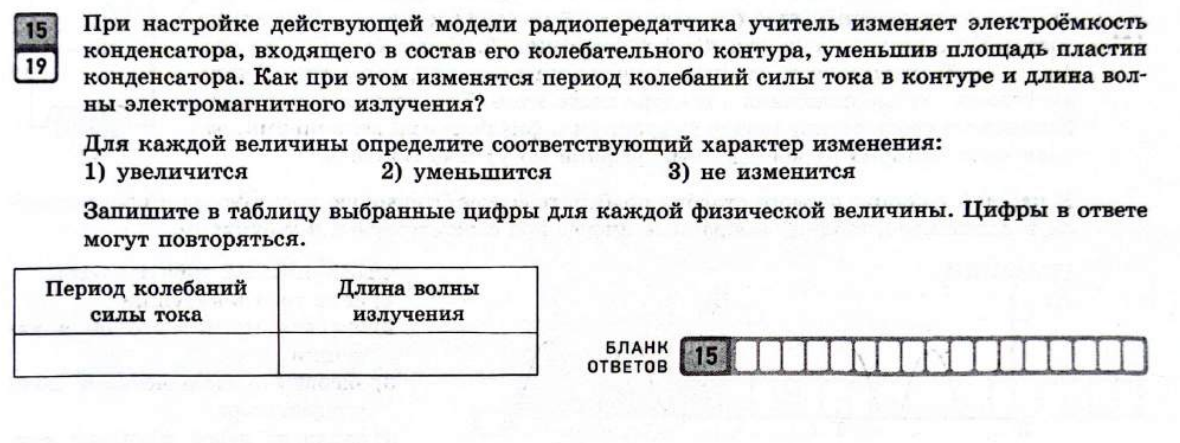 15
19
При настройке действующей модели радиопередатчика учитель изменяет электроёмкость
конденсатора, входящего в состав его колебательного контура, уменьшив площадь пластин
конденсатора. Как при этом изменятся период колебаний силы тока в контуре и длина вол-
ны электромагнитного излучения?
Для каждой величины определите соответствующий характер изменения:
1) увеличится 2) уменьшится 3) не изменится
Запишите в таблицу выбранные цифры для каждой физической величины. Цифры в ответе
могут повторяться.
Период колебаний
силы тока
Длина волны
излучения
БЛАНК
ОТВЕТОВ
15